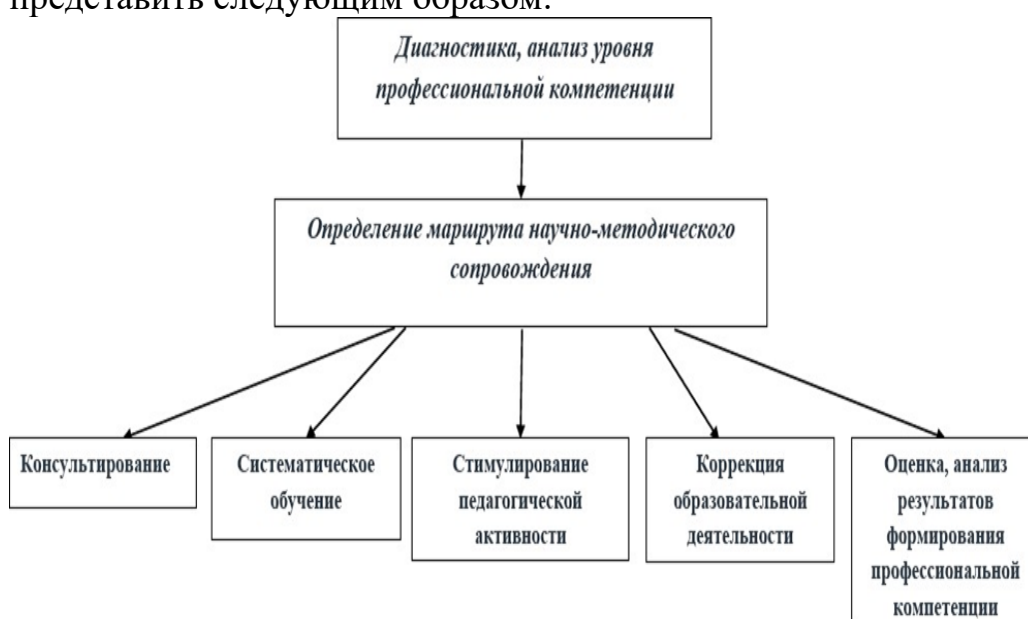 представить следующим образом:
Диагностика, анализ уровня
профессиональной компетенции
Определение маршрута научно-методического
сопровождения
Консультирование
Систематическое
обучение
Стимулирование
педагогической
активности
Коррекция
образовательной
деятельности
Оценка, анализ
результатов
формирования
профессиональной
компетенции